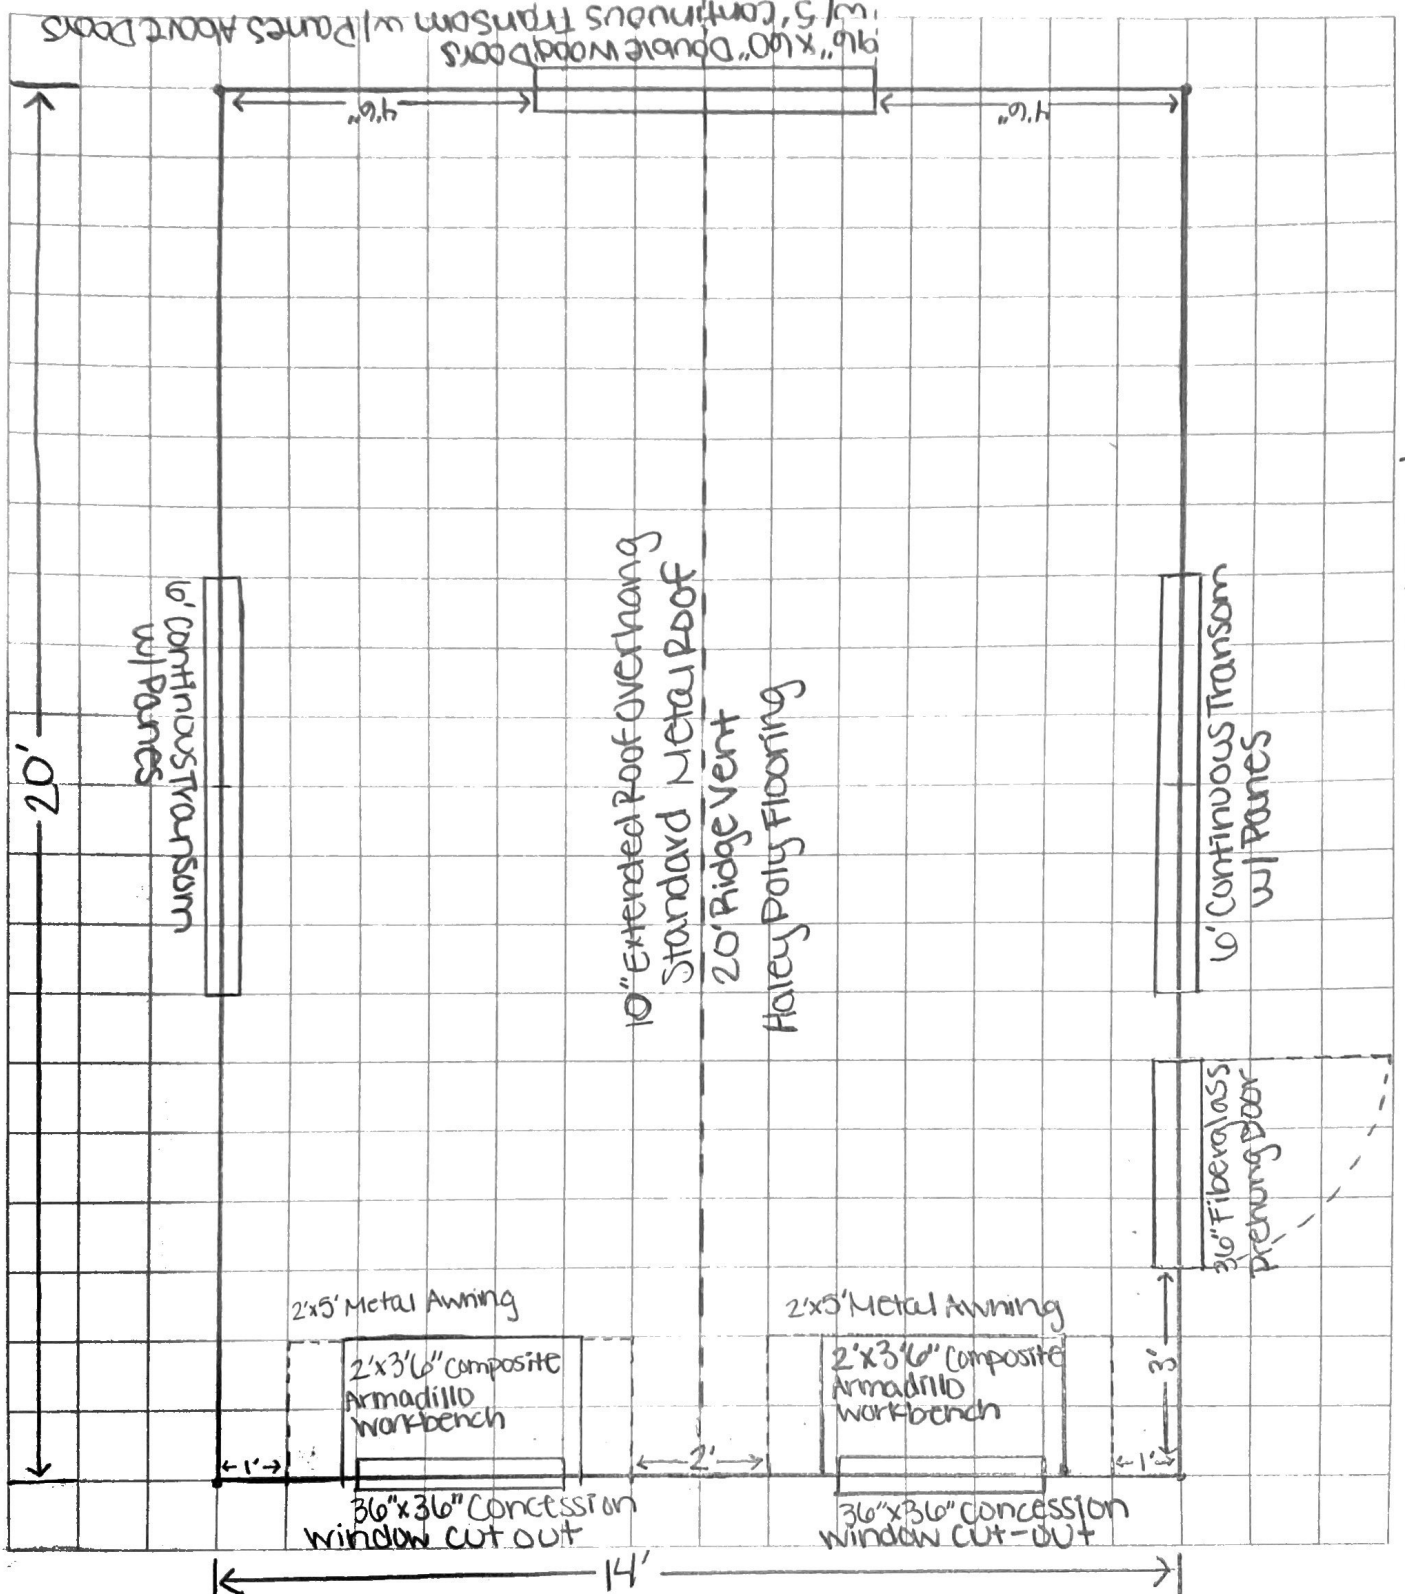 96"x60" Double Wood Doors
w/ 5' Continuous Transom w/ Panes Above Doors
4'6"
4'6"
20'
6' Continous Transom
w/ Panes
10" Extended Roof Overhang
Standard Metal Roof
20' Ridge Vent
Haley Poly Flooring
6' Continuous Transom
w/ Panes
36" Fiberglass
Prehung Door
3'
2'x5' Metal Awning
2'x3'6" Composite
Armadillo
Workbench
2'x5' Metal Awning
2'x3'6" Composite
Armadillo
Workbench
1'
2'
1'
36"x36" Concession
Window Cut out
36"x36" Concession
Window Cut-out
14'